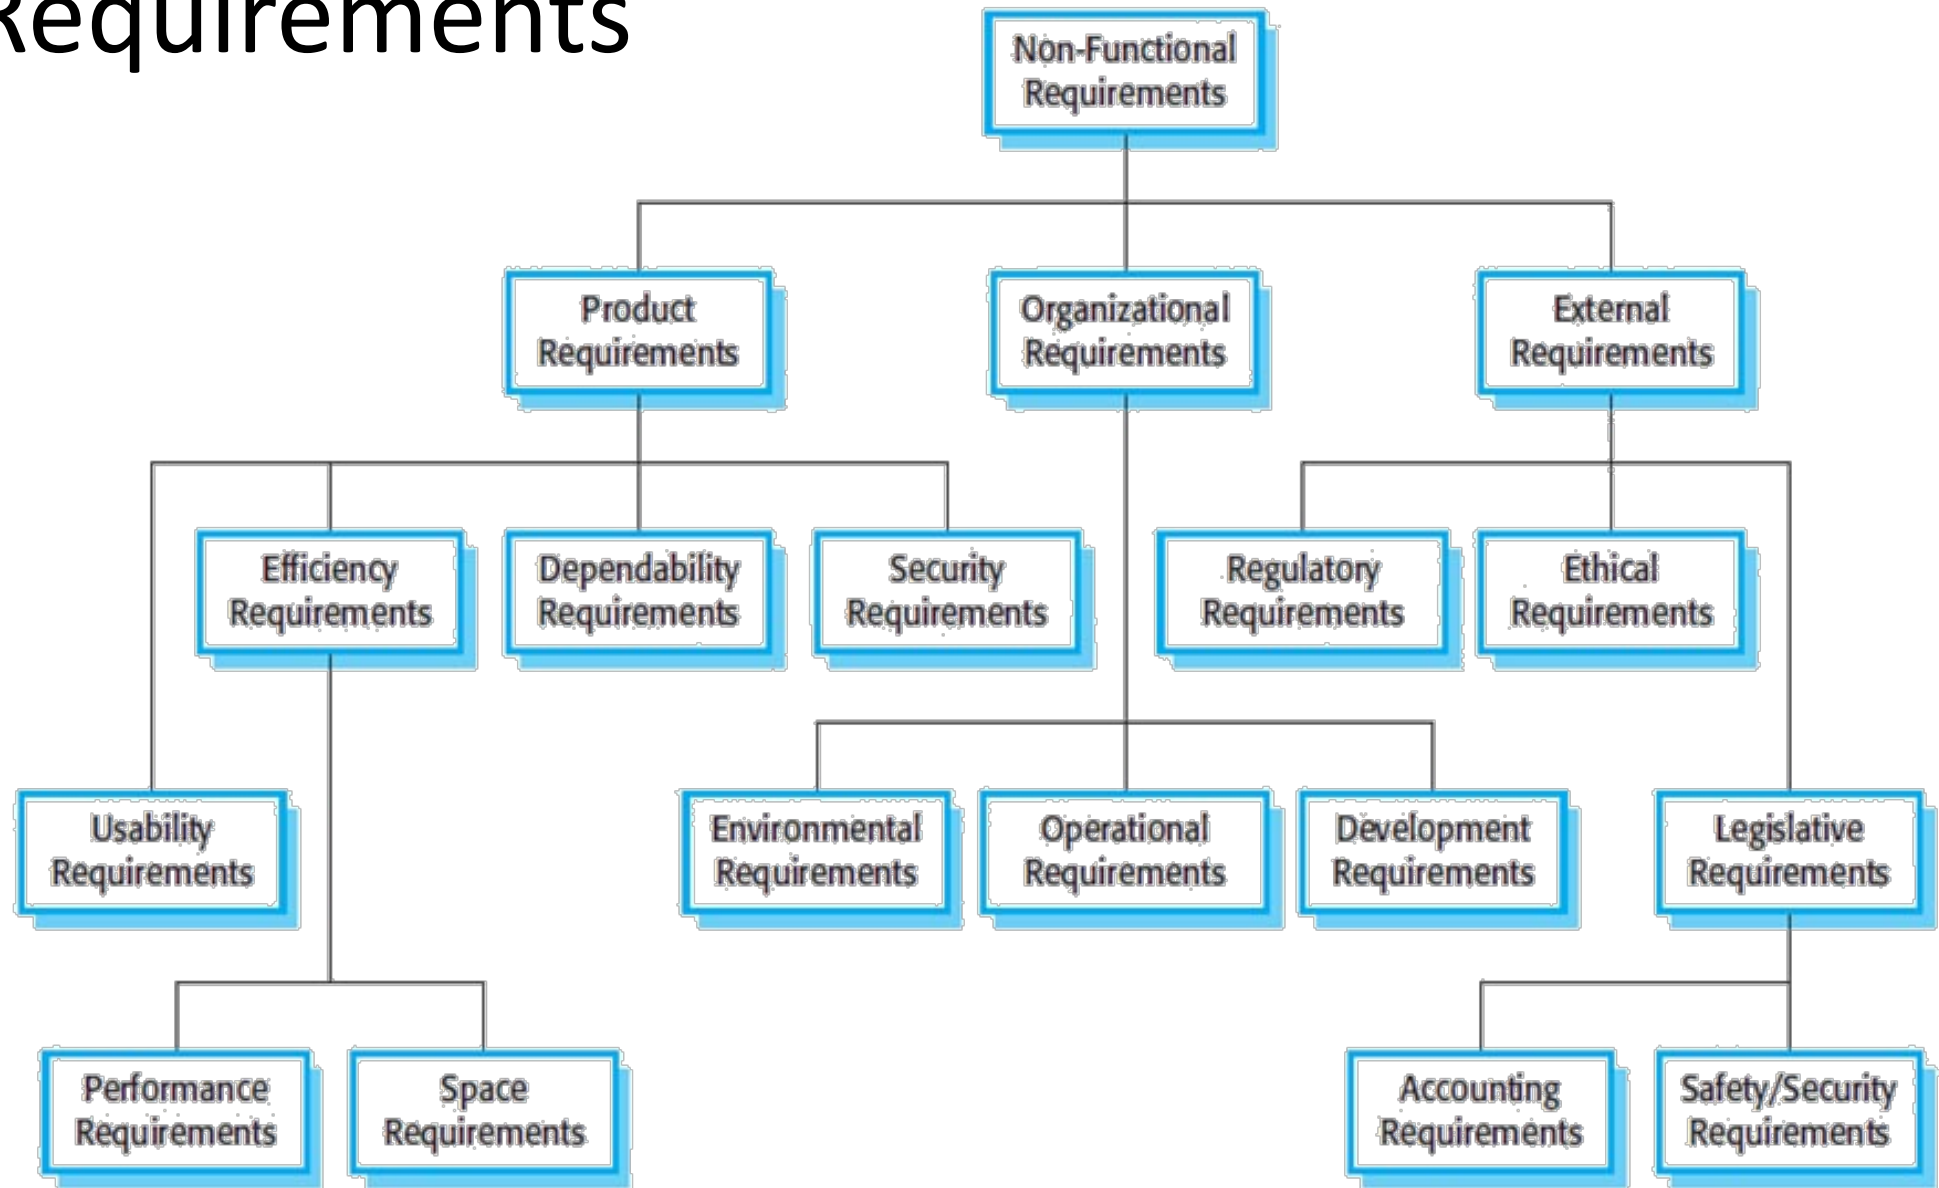 Requirements
Non-Functional
Requirements
Product
Requirements
Organizational
Requirements
External
Requirements
Efficiency
Requirements
Dependability
Requirements
Security
Requirements
Regulatory
Requirements
Ethical
Requirements
Usability
Requirements
Environmental
Requirements
Operational
Requirements
Development
Requirements
Legislative
Requirements
Performance
Requirements
Space
Requirements
Accounting
Requirements
Safety/Security
Requirements